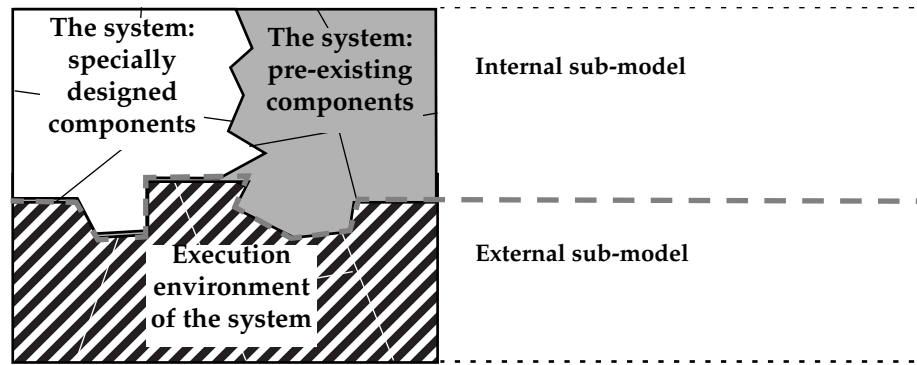 The system:
specially
designed
components
The system:
pre-existing
components
Internal sub-model
Execution
environment
of the system
External sub-model